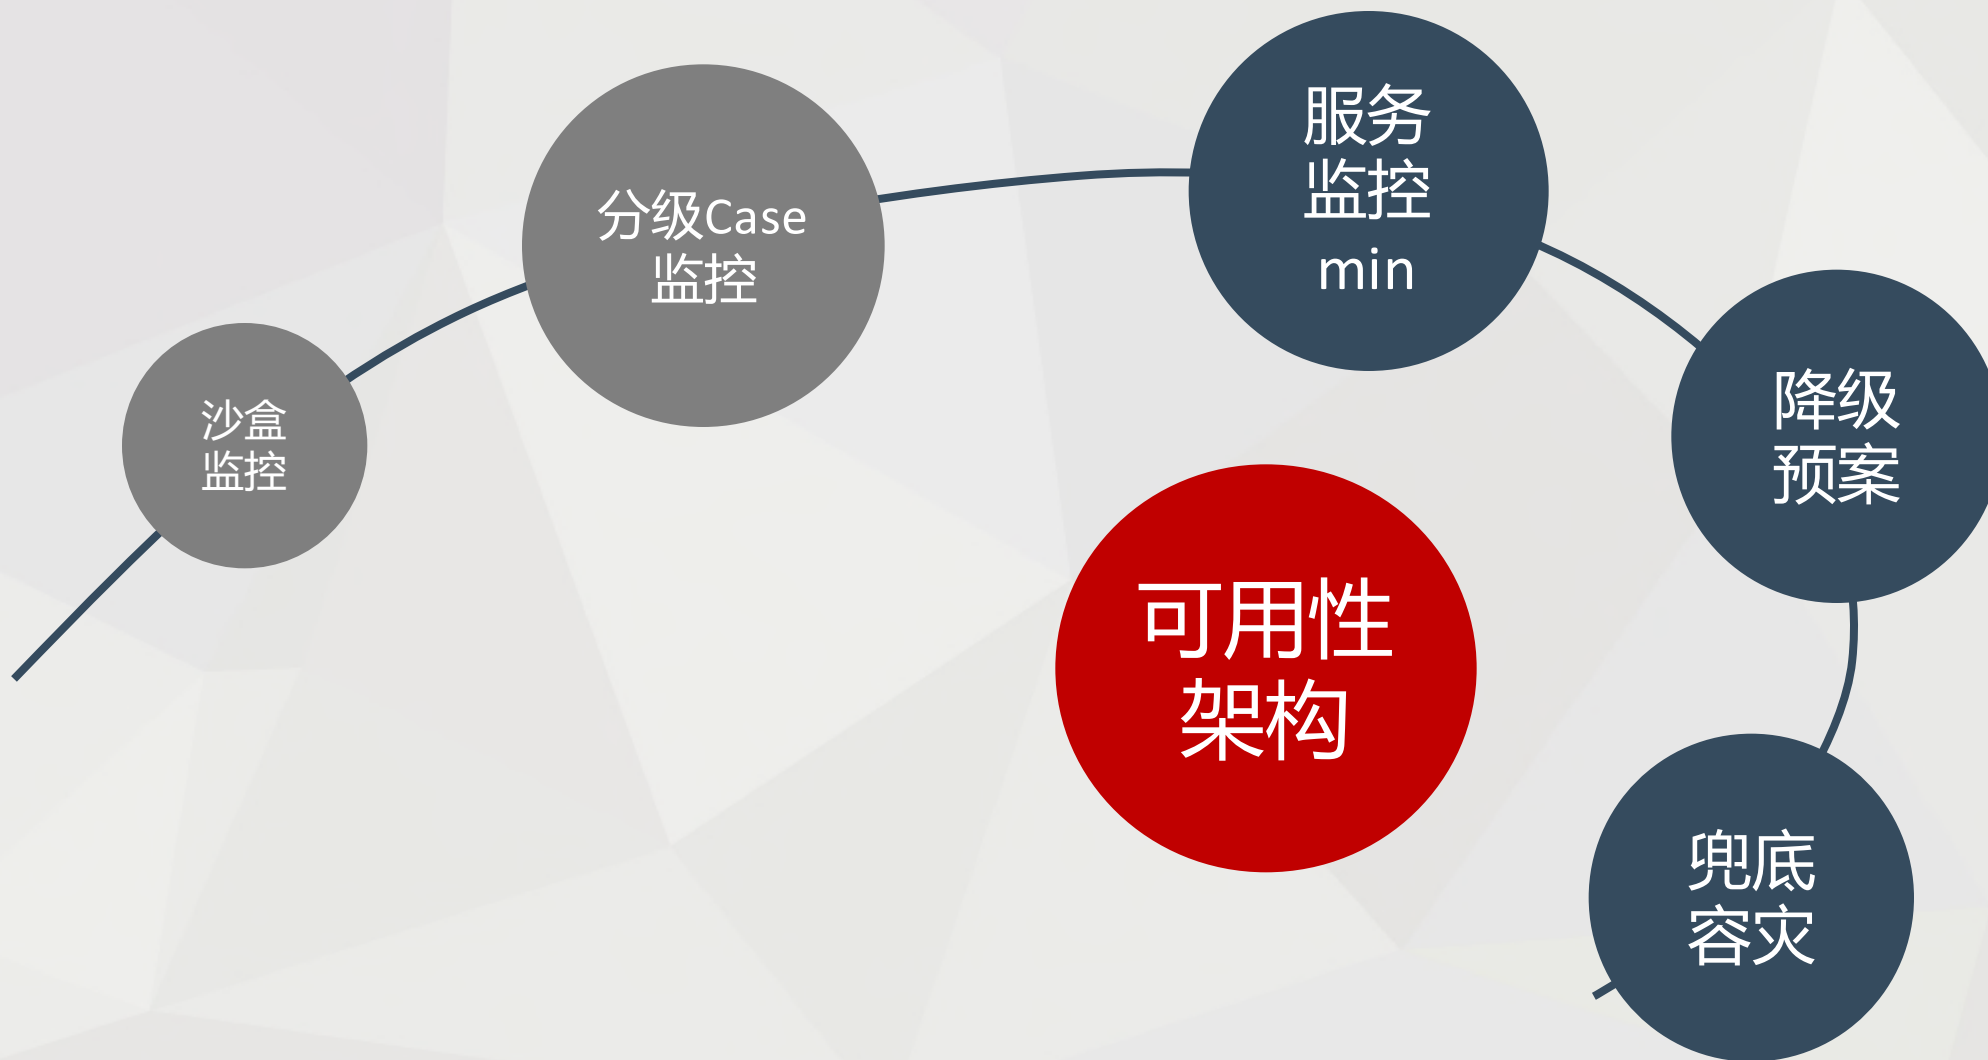 沙盒
监控
分级Case
监控
服务
监控
min
降级
预案
可用性
架构
兜底
容灾